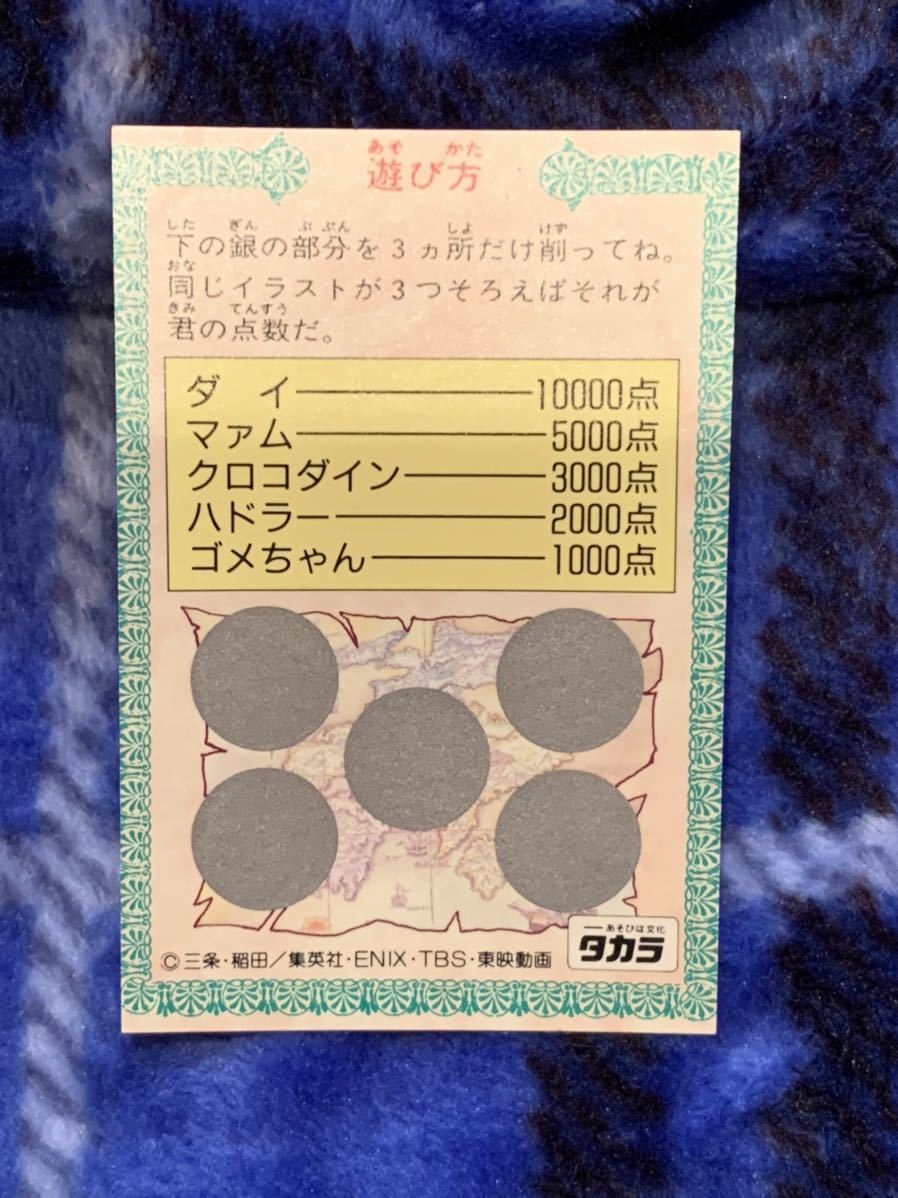 あそ かた
遊び方
した ぎん ぶ ぶん しよ けず
下の銀の部分を3ヵ所だけ削ってね。
おな
同じイラストが3つそろえばそれが
きみ てんすう
君の点数だ。
ダイ 10000点
マァム 5000点
クロコダイン 3000点
ハドラー 2000点
ゴメちゃん 1000点
あそびは文化
タカラ
©三条・稲田/集英社・ENIX・TBS・東映動画